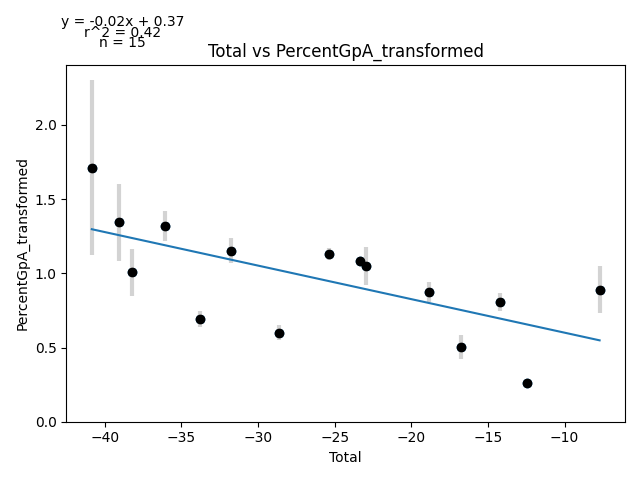 y = -0.02x + 0.37
r^2 = 0.42
n = 15
Total vs PercentGpA_transformed
PercentGpA_transformed
2.0
1.5
1.0
0.5
0.0
−40 −35 −30 −25 −20 −15 −10
Total